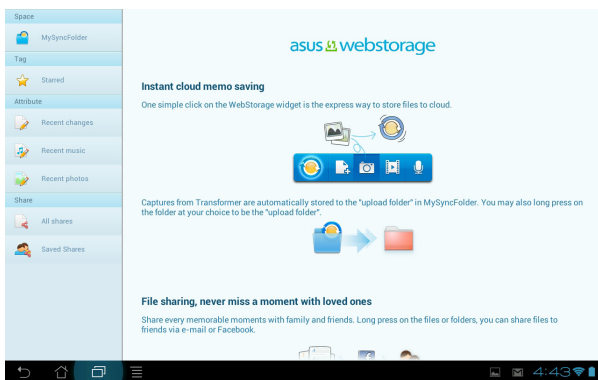 Space
MySyncFolder
Tag
Starred
Attribute
Recent changes
Recent music
Recent photos
Share
All shares
Saved Shares
asus webstorage
Instant cloud memo saving
One simple click on the WebStorage widget is the express way to store files to cloud.
Captures from Transformer are automatically stored to the "upload folder" in MySyncFolder. You may also long press on
the folder at your choice to be the "upload folder".
File sharing, never miss a moment with loved ones
Share every memorable moments with family and friends. Long press on the files or folders, you can share files to
friends via e-mail or Facebook.
4:43